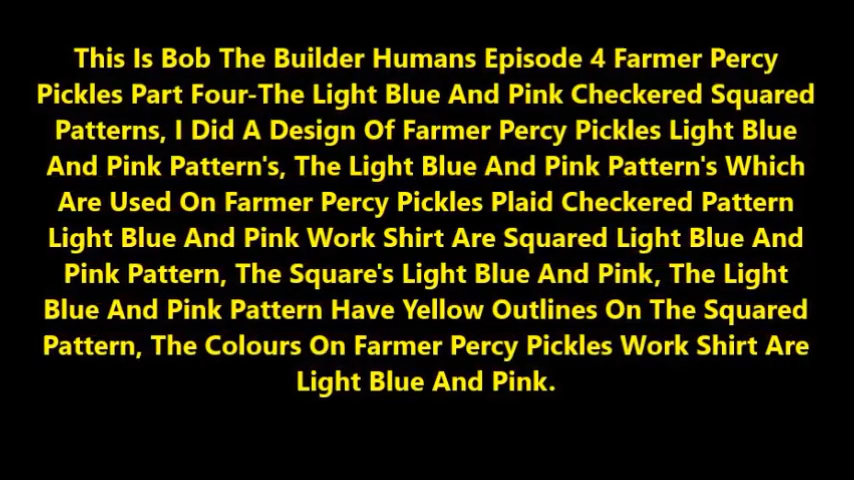 This Is Bob The Builder Humans Episode 4 Farmer Percy
Pickles Part Four-The Light Blue And Pink Checkered Squared
Patterns, I Did A Design Of Farmer Percy Pickles Light Blue
And Pink Pattern's, The Light Blue And Pink Pattern's Which
Are Used On Farmer Percy Pickles Plaid Checkered Pattern
Light Blue And Pink Work Shirt Are Squared Light Blue And
Pink Pattern, The Square's Light Blue And Pink, The Light
Blue And Pink Pattern Have Yellow Outlines On The Squared
Pattern, The Colours On Farmer Percy Pickles Work Shirt Are
Light Blue And Pink.